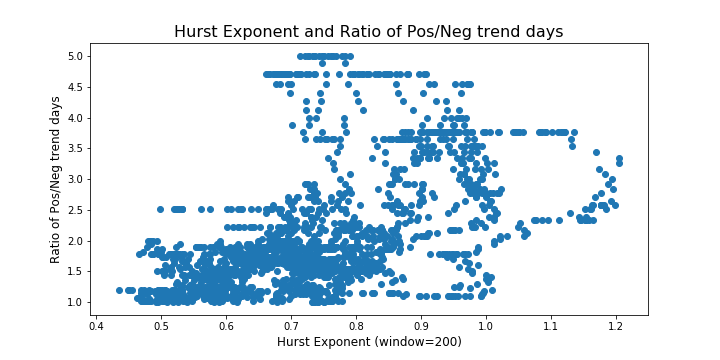 Hurst Exponent and Ratio of Pos/Neg trend days
Ratio of Pos/Neg trend days
5.0
4.5
4.0
3.5
3.0
2.5
2.0
1.5
1.0
0.4 0.5 0.6 0.7 0.8 0.9 1.0 1.1 1.2
Hurst Exponent (window=200)